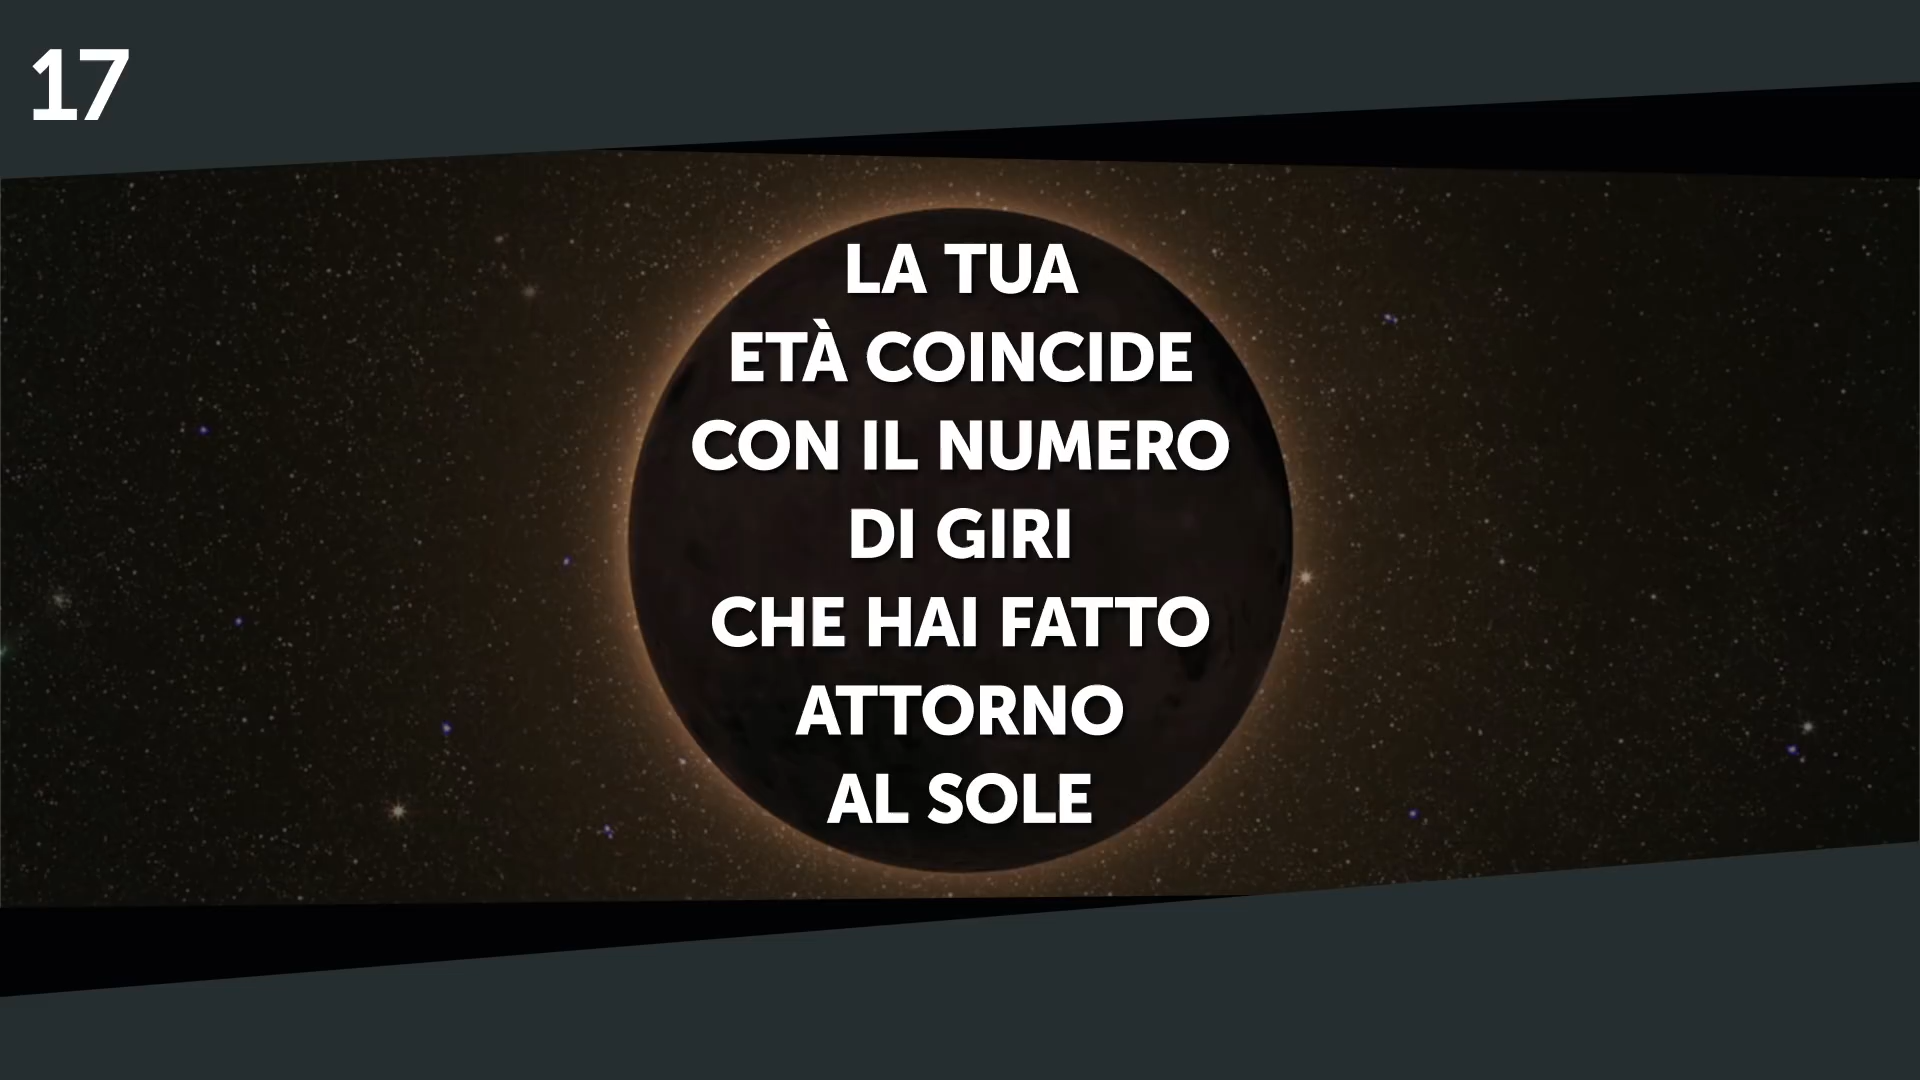 17
LA TUA
ETÀ COINCIDE
CON IL NUMERO
DI GIRI
CHE HAI FATTO
ATTORNO
AL SOLE